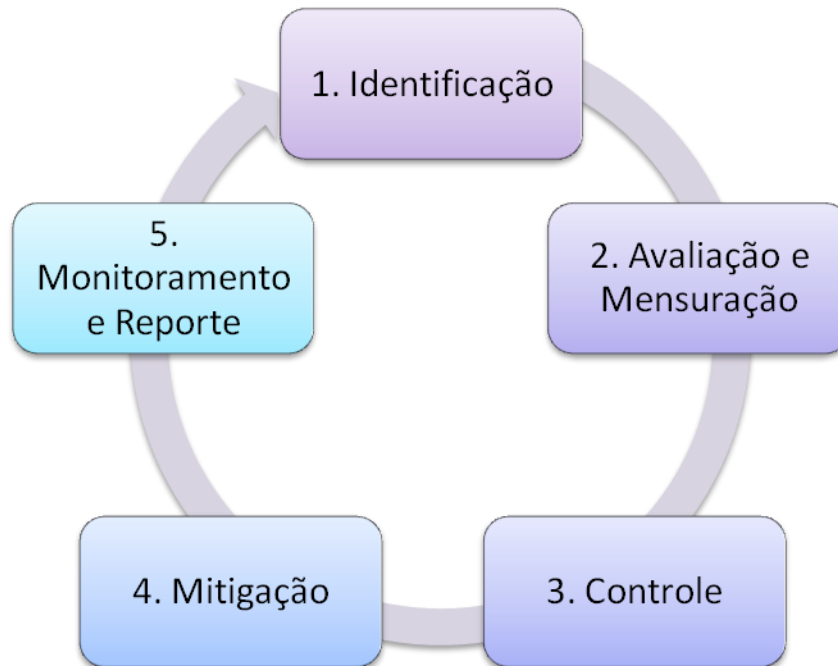 1. Identificação
2. Avaliação e
Mensuração
3. Controle
4. Mitigação
5.
Monitoramento
e Reporte